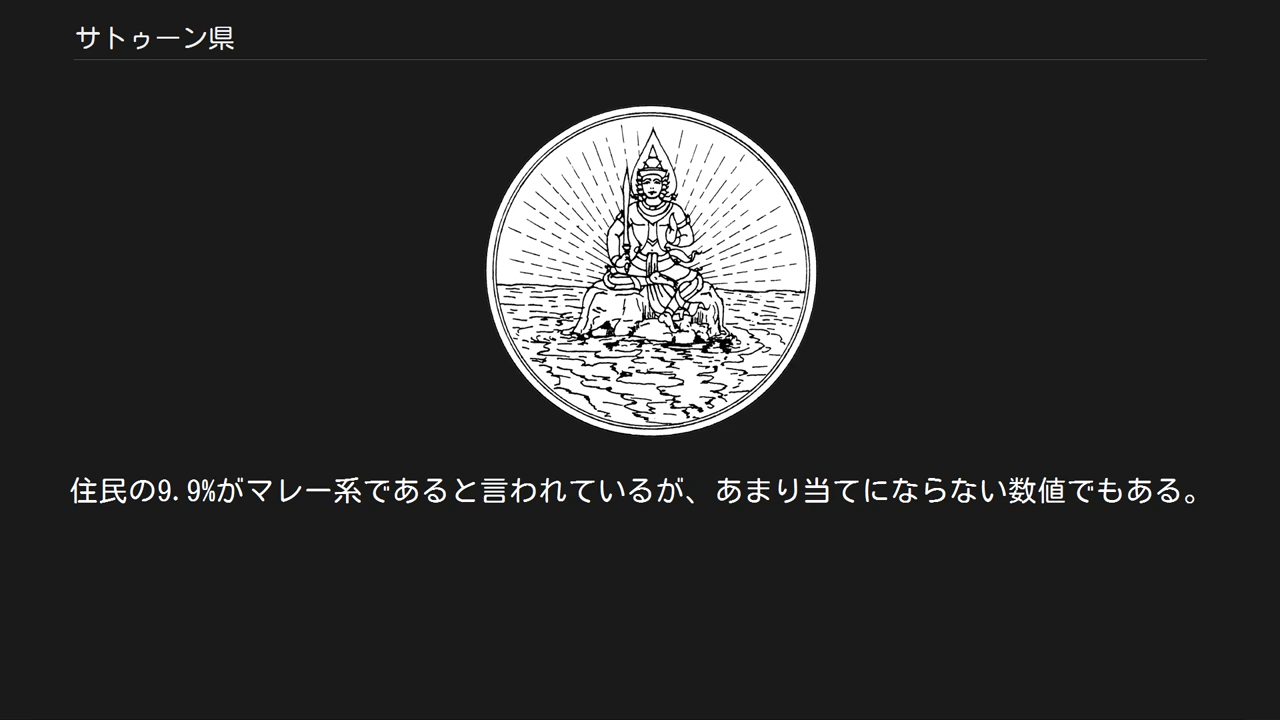 サトゥーン県
住民の9.9%がマレー系であると言われているが、あまり当てにならない数値でもある。